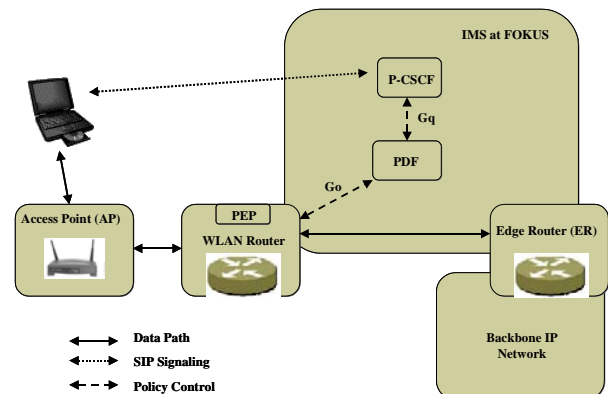 IMS at FOKUS
P-CSCF
Gq
PDF
Go
Access Point (AP)
PEP
WLAN Router
Edge Router (ER)
Backbone IP
Network
Data Path
SIP Signaling
Policy Control